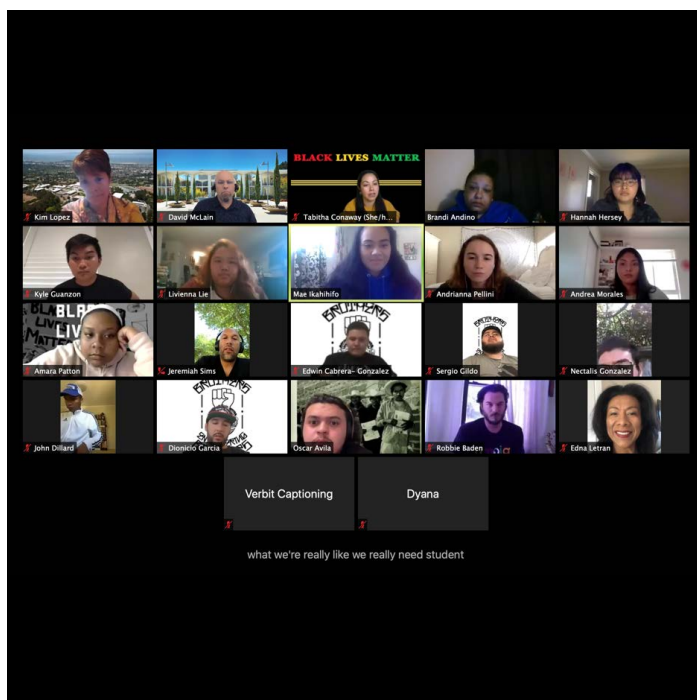 BLACK LIVES MATTER
Kim Lopez
David McLain
Tabitha Conaway (She/h...
Brandi Andino
Hannah Hersey
Kyle Guanzon
Livienna Lie
Mae Ikahihifo
Andrianna Pellini
Andrea Morales
BLA
LIV
Amara Patton
Jeremiah Sims
BROTHERS
Edwin Cabrera- Gonzalez
Sergio Gildo
Nectalis Gonzalez
John Dillard
Dionicio Garcia
Oscar Avila
Robbie Baden
Edna Letran
Verbit Captioning
Dyana
what we're really like we really need student